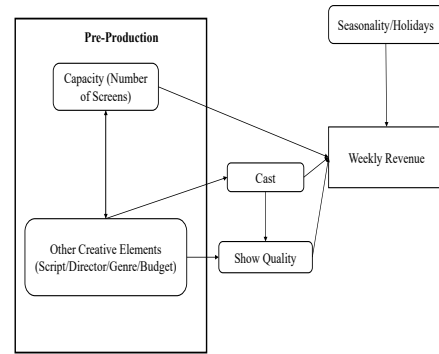 Seasonality/Holidays
Pre-Production
Capacity (Number
of Screens)
Weekly Revenue
Cast
Other Creative Elements
(Script/Director/Genre/Budget)
Show Quality